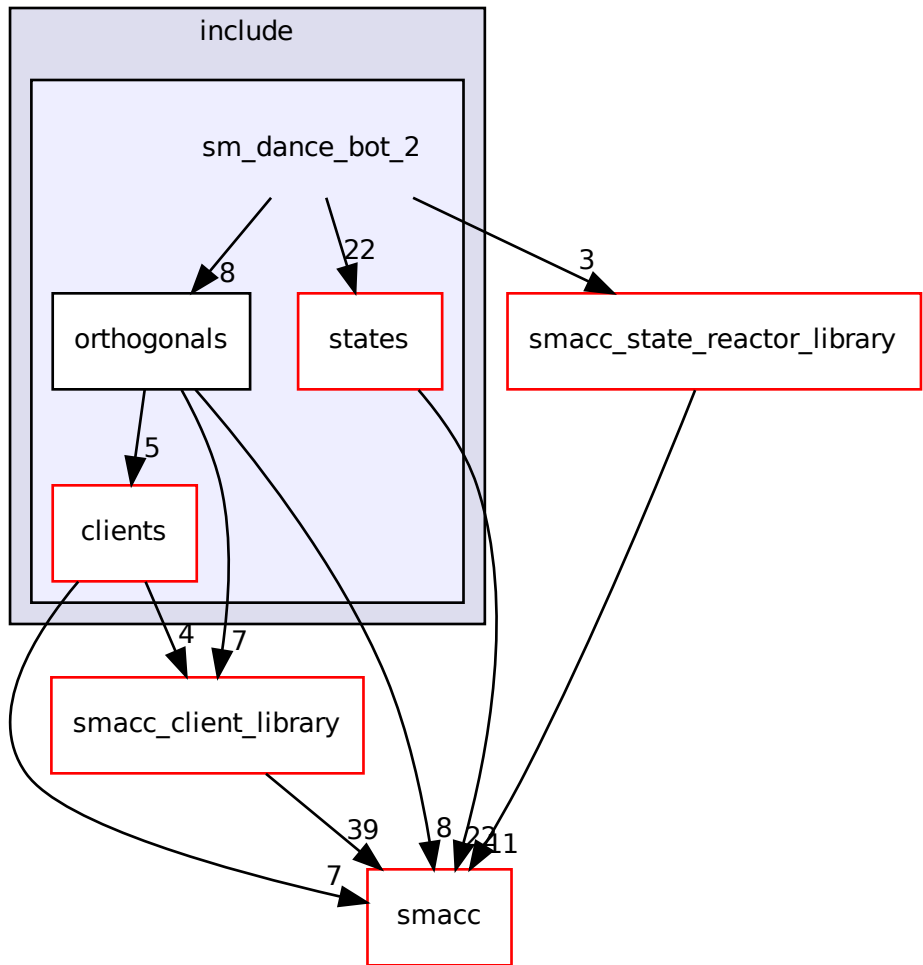 include
sm_dance_bot_2
8
22
3
orthogonals
states
smacc_state_reactor_library
5
clients
4
7
smacc_client_library
39
8
22
11
7
smacc